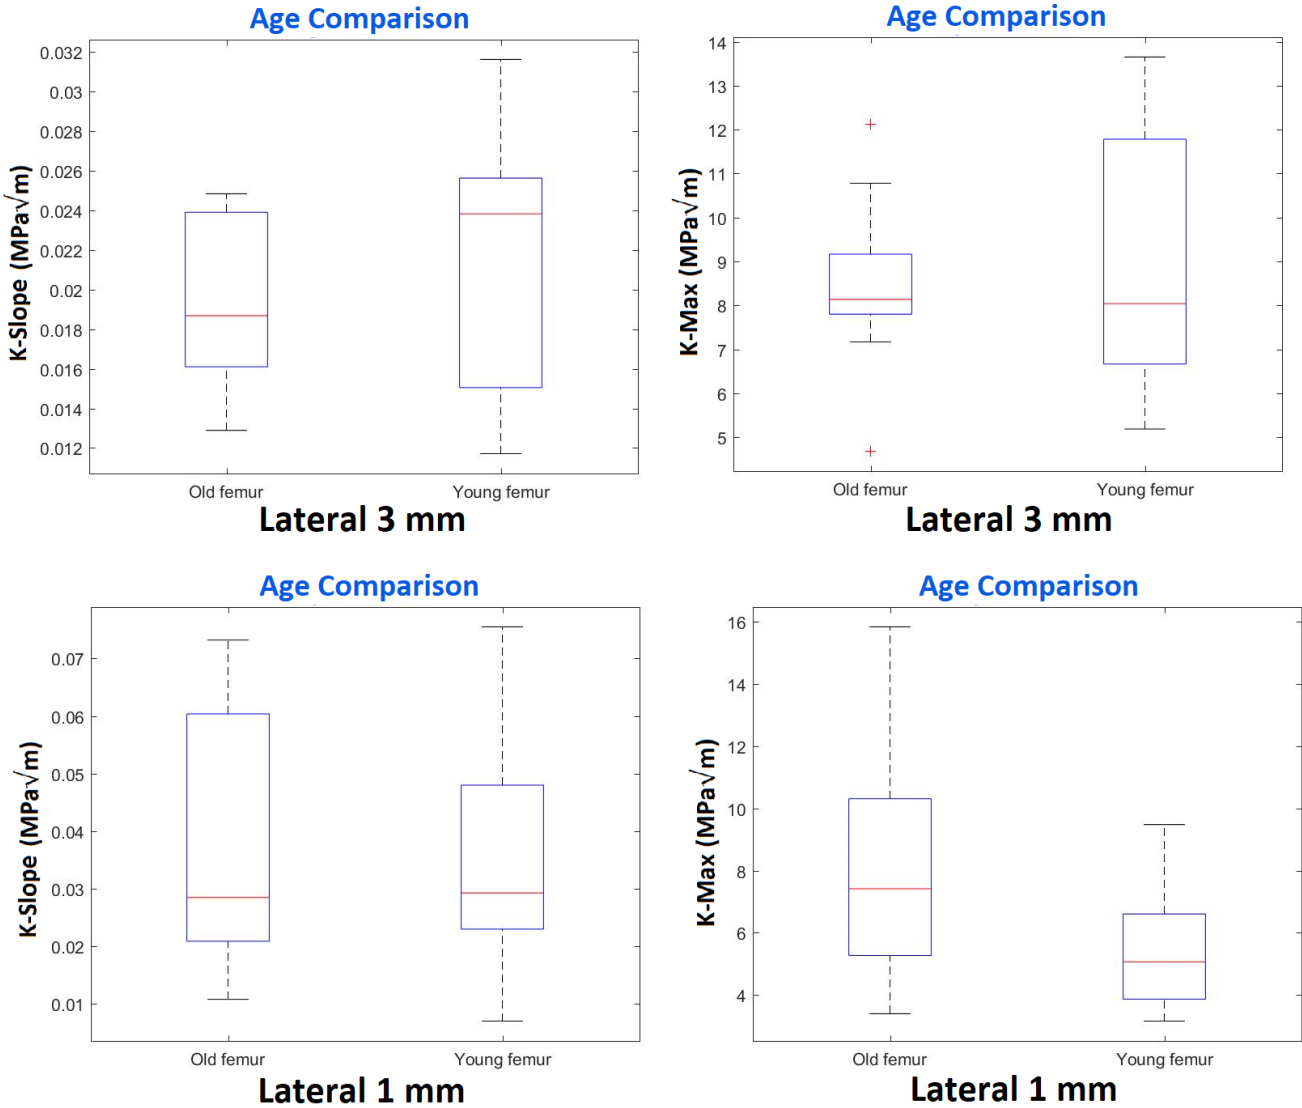 Age Comparison
K-Slope (MPa√m)
0.032
0.03
0.028
0.026
0.024
0.022
0.02
0.018
0.016
0.014
0.012
Old femur Young femur
Lateral 3 mm
Age Comparison
K-Max (MPa√m)
14
13
12
11
10
9
8
7
6
5
Old femur Young femur
Lateral 3 mm
Age Comparison
K-Slope (MPa√m)
0.07
0.06
0.05
0.04
0.03
0.02
0.01
Old femur Young femur
Lateral 1 mm
Age Comparison
K-Max (MPa√m)
16
14
12
10
8
6
4
Old femur Young femur
Lateral 1 mm